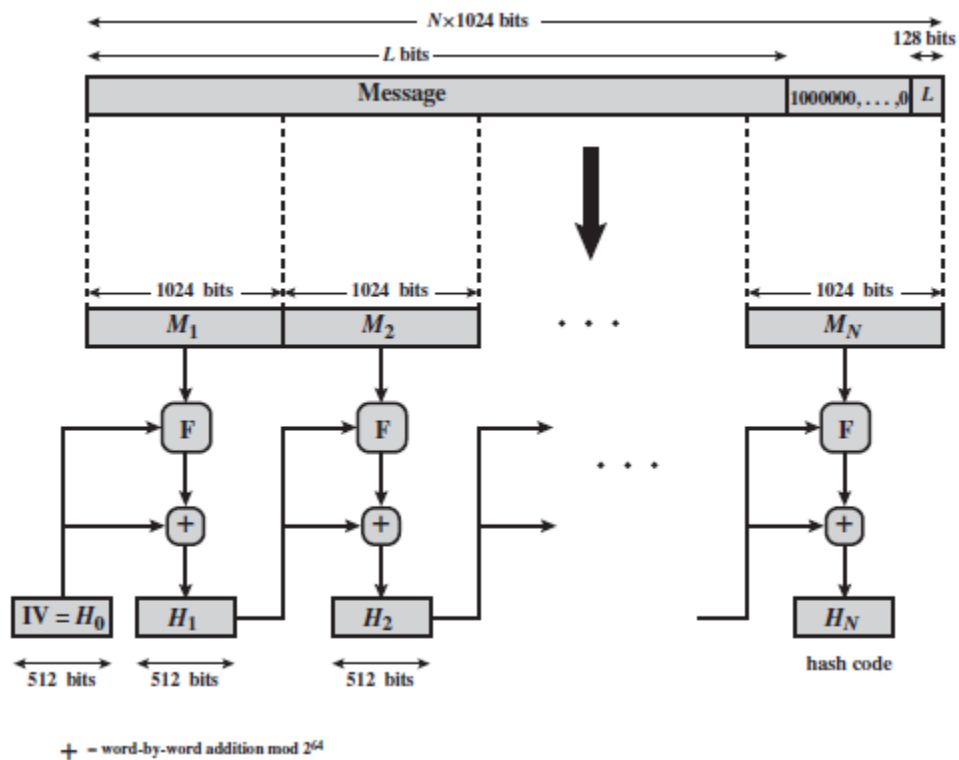 N×1024 bits
128 bits
L bits
Message
1000000, . . . ,0
L
1024 bits
1024 bits
1024 bits
M1
M2
. . .
MN
F
F
F
. . .
+
+
+
IV = H0
H1
H2
HN
hash code
512 bits
512 bits
512 bits
+ = word-by-word addition mod 2^64